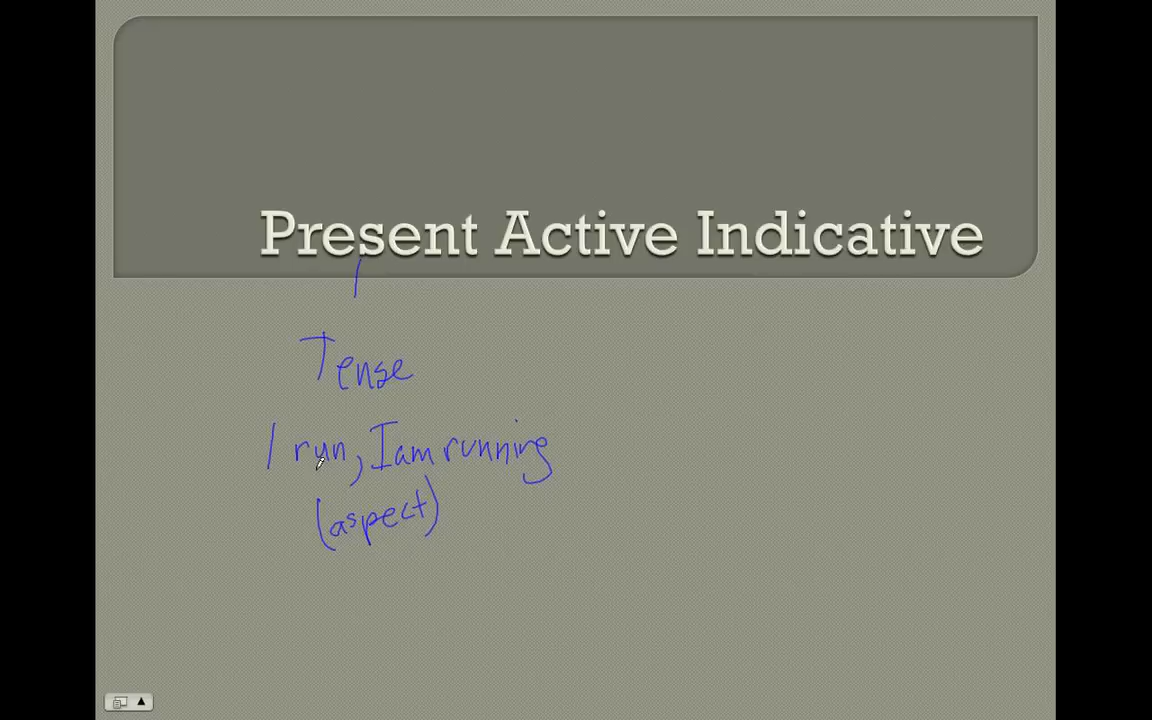 Present Active Indicative
Tense
I run, I am running
(aspect)